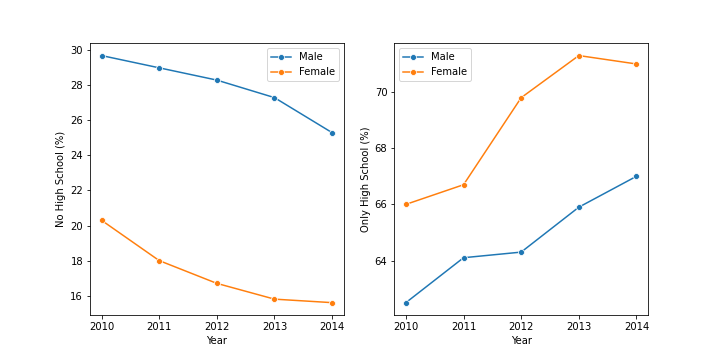 30
28
26
24
22
20
18
16
No High School (%)
2010 2011 2012 2013 2014
Year
Male
Female
70
68
66
64
Only High School (%)
2010 2011 2012 2013 2014
Year
Male
Female